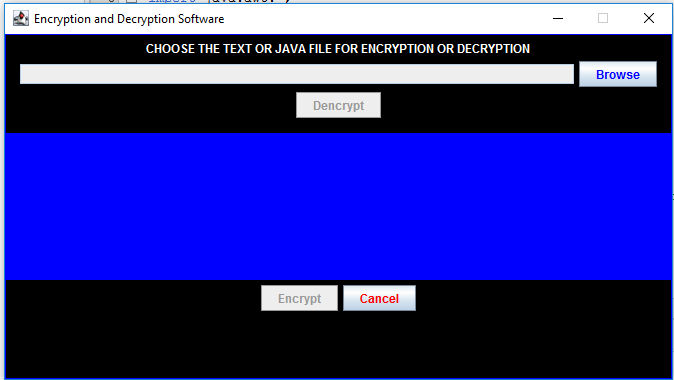 Encryption and Decryption Software
CHOOSE THE TEXT OR JAVA FILE FOR ENCRYPTION OR DECRYPTION
Browse
Dencrypt
Encrypt Cancel